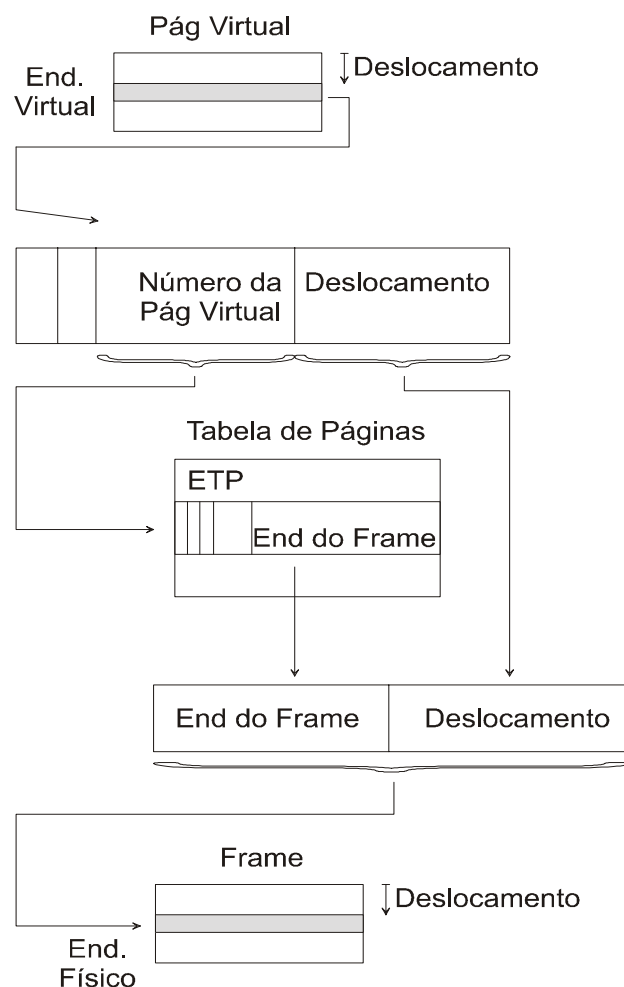 Pág Virtual
End.
Virtual
Deslocamento
Número da
Pág Virtual
Deslocamento
Tabela de Páginas
ETP
End do Frame
End do Frame
Deslocamento
Frame
Deslocamento
End.
Físico